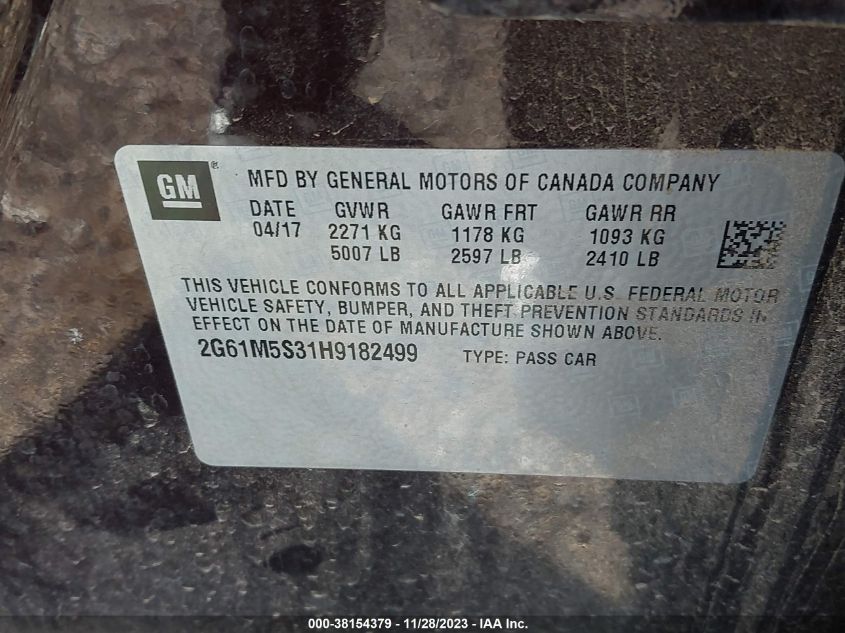 GM® MFD BY GENERAL MOTORS OF CANADA COMPANY
DATE GVWR GAWR FRT GAWR RR
04/17 2271 KG 1178 KG 1093 KG
5007 LB 2597 LB 2410 LB
THIS VEHICLE CONFORMS TO ALL APPLICABLE U.S. FEDERAL MOTOR
VEHICLE SAFETY, BUMPER, AND THEFT PREVENTION STANDARDS IN
EFFECT ON THE DATE OF MANUFACTURE SHOWN ABOVE.
2G61M5S31H9182499 TYPE: PASS CAR
000-38154379 - 11/28/2023 - IAA Inc.